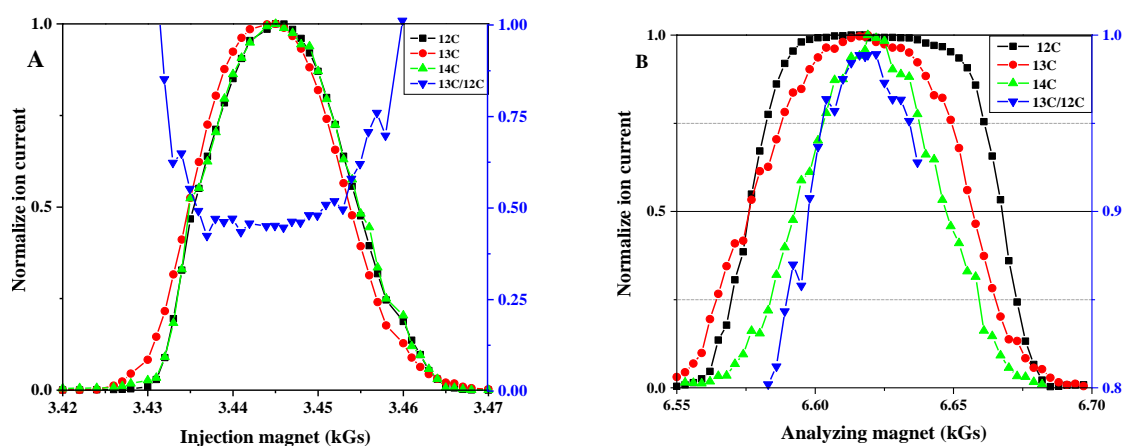 A
Normalize ion current
1.0
0.5
0.0
12C
13C
14C
13C/12C
1.00
0.75
0.50
0.25
0.00
3.42
3.43
3.44
3.45
3.46
3.47
Injection magnet (kGs)
B
Normalize ion current
1.0
0.5
0.0
12C
13C
14C
13C/12C
1.0
0.9
0.8
6.55
6.60
6.65
6.70
Analyzing magnet (kGs)